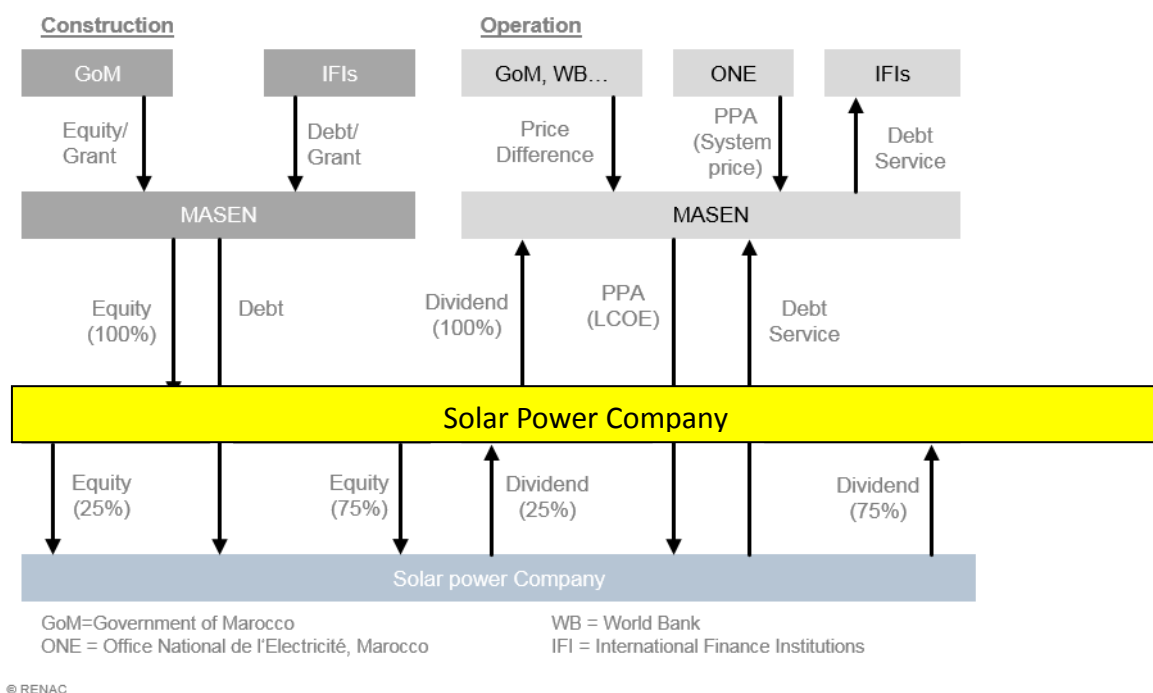 Construction
Operation
GoM
IFIs
GoM, WB...
ONE
IFIs
Equity/
Grant
Debt/
Grant
Price
Difference
PPA
(System
price)
Debt
Service
MASEN
MASEN
Equity
(100%)
Debt
Dividend
(100%)
PPA
(LCOE)
Debt
Service
Solar Power Company
Equity
(25%)
Equity
(75%)
Dividend
(25%)
Dividend
(75%)
Solar power Company
GoM=Government of Marocco
WB = World Bank
ONE = Office National de l'Electricité, Marocco
IFI = International Finance Institutions
© RENAC